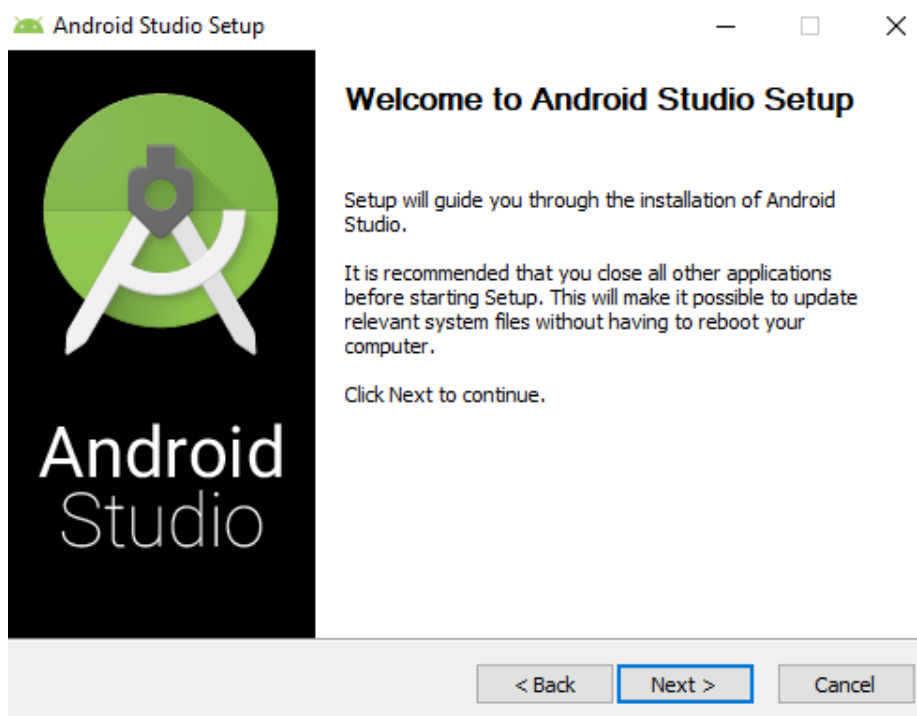 Android Studio Setup
Welcome to Android Studio Setup
Setup will guide you through the installation of Android
Studio.
It is recommended that you close all other applications
before starting Setup. This will make it possible to update
relevant system files without having to reboot your
computer.
Click Next to continue.
Android
Studio
< Back
Next >
Cancel